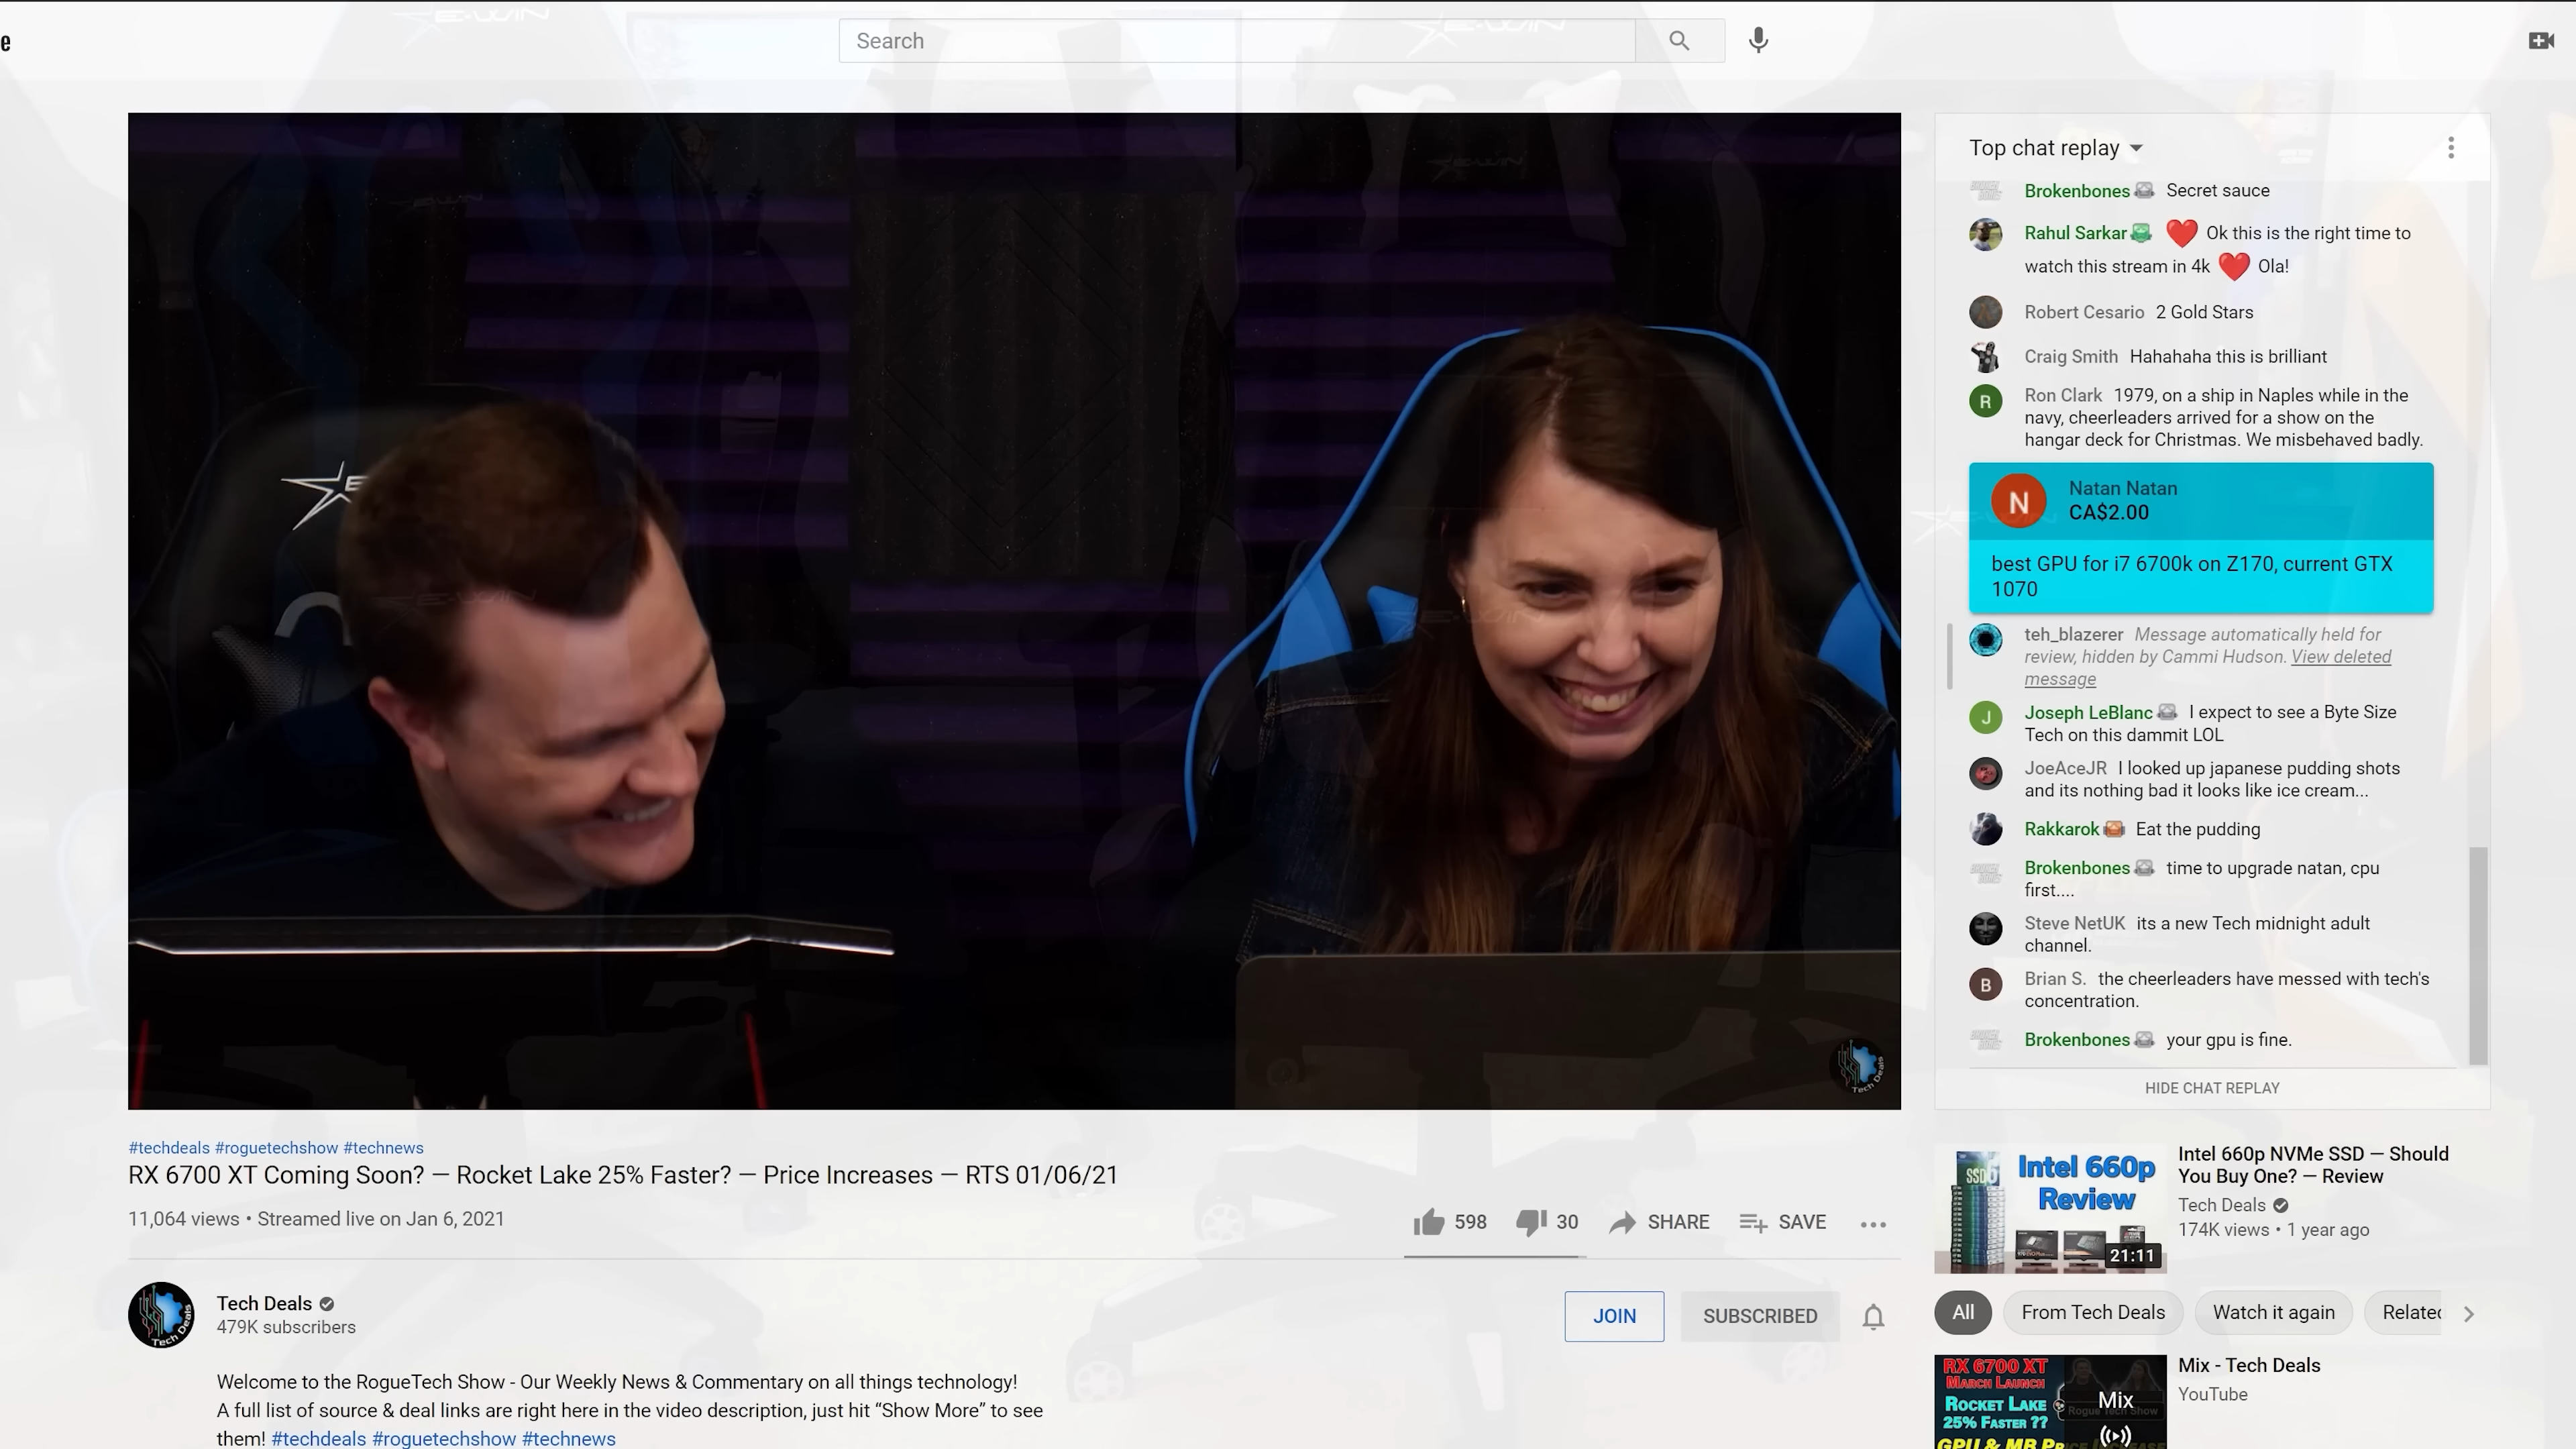 e
Search
Top chat replay
Brokenbones Secret sauce
Rahul Sarkar ❤️ Ok this is the right time to
watch this stream in 4k ❤️ Ola!
Robert Cesario 2 Gold Stars
Craig Smith Hahahaha this is brilliant
R
Ron Clark 1979, on a ship in Naples while in the
navy, cheerleaders arrived for a show on the
hangar deck for Christmas. We misbehaved badly.
N
Natan Natan
CA$2.00
best GPU for i7 6700k on Z170, current GTX
1070
teh_blazerer Message automatically held for
review, hidden by Cammi Hudson. View deleted
message
J
Joseph LeBlanc I expect to see a Byte Size
Tech on this dammit LOL
JoeAceJR I looked up japanese pudding shots
and its nothing bad it looks like ice cream...
Rakkarok Eat the pudding
Brokenbones time to upgrade natan, cpu
first....
Steve NetUK its a new Tech midnight adult
channel.
B
Brian S. the cheerleaders have messed with tech's
concentration.
Brokenbones your gpu is fine.
HIDE CHAT REPLAY
E-WIN
Tech Deals
#techdeals #roguetechshow #technews
RX 6700 XT Coming Soon? — Rocket Lake 25% Faster? — Price Increases — RTS 01/06/21
11,064 views • Streamed live on Jan 6, 2021
598
30
SHARE
SAVE
Tech Deals
Tech Deals
479K subscribers
JOIN
SUBSCRIBED
Welcome to the RogueTech Show - Our Weekly News & Commentary on all things technology!
A full list of source & deal links are right here in the video description, just hit “Show More” to see
them! #techdeals #roguetechshow #technews
Intel 660p
Review
21:11
Intel 660p NVMe SSD — Should
You Buy One? — Review
Tech Deals
174K views • 1 year ago
All
From Tech Deals
Watch it again
RX 6700 XT
March Launch
Rocket Lake
25% Faster ??
Mix
Rogue Tech Show
Mix - Tech Deals
YouTube